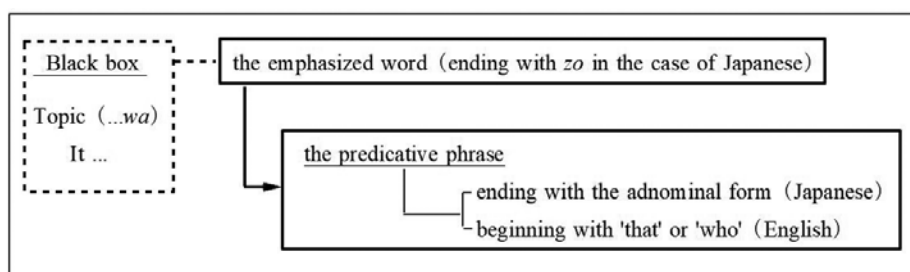 Black box
Topic (...wa)
It ...
the emphasized word (ending with zo in the case of Japanese)
the predicative phrase
ending with the adnominal form (Japanese)
beginning with 'that' or 'who' (English)